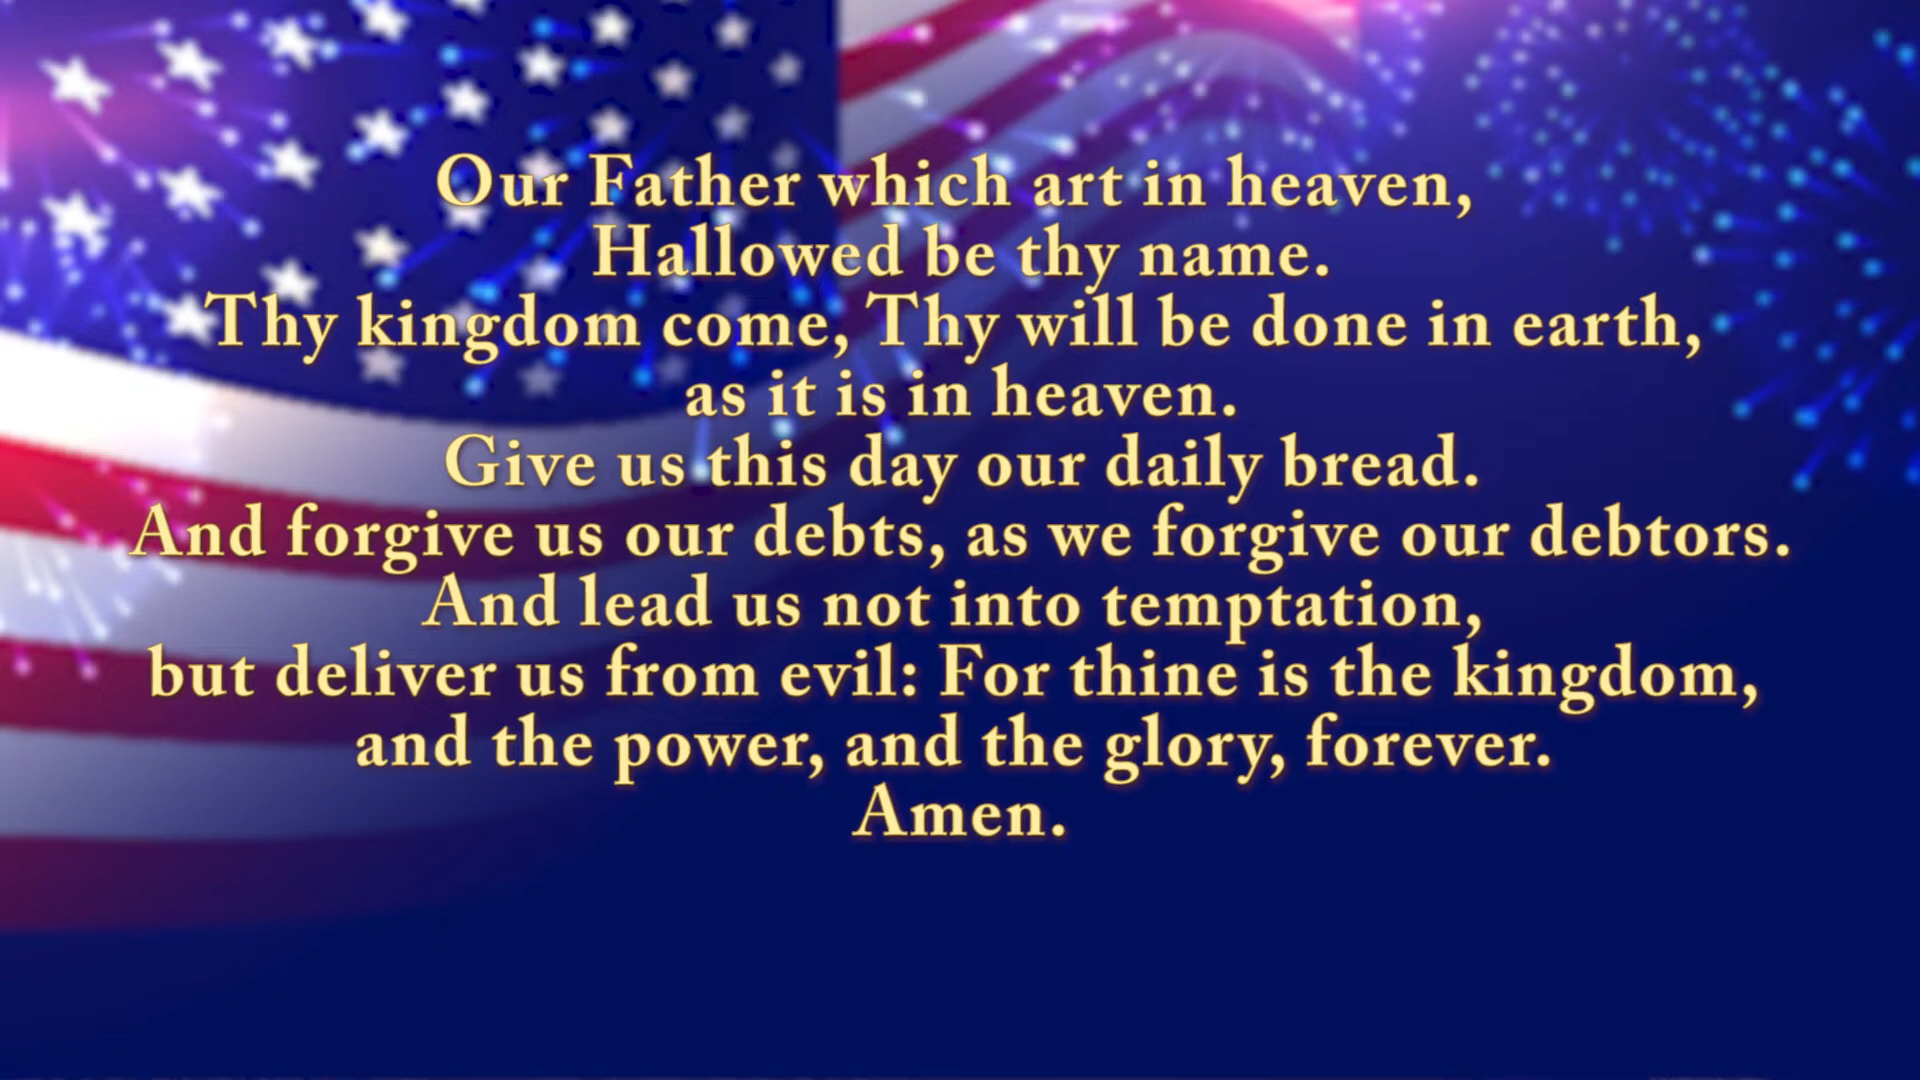 Our Father which art in heaven,
Hallowed be thy name.
Thy kingdom come, Thy will be done in earth,
as it is in heaven.
Give us this day our daily bread.
And forgive us our debts, as we forgive our debtors.
And lead us not into temptation,
but deliver us from evil: For thine is the kingdom,
and the power, and the glory, forever.
Amen.